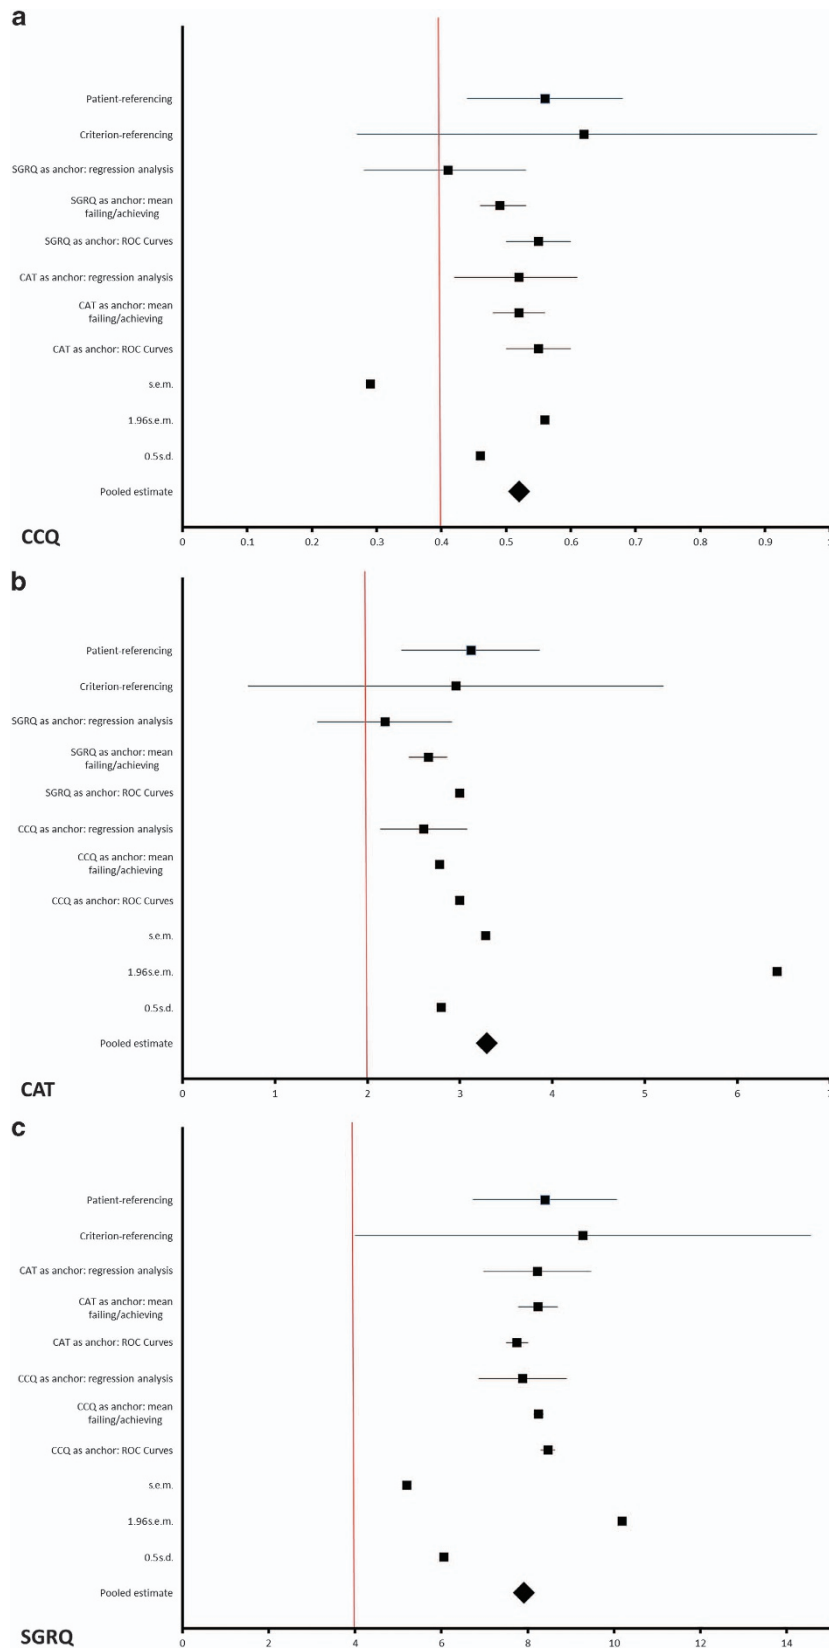 a
Patient-referencing
Criterion-referencing
SGRQ as anchor: regression analysis
SGRQ as anchor: mean
failing/achieving
SGRQ as anchor: ROC Curves
CAT as anchor: regression analysis
CAT as anchor: mean
failing/achieving
CAT as anchor: ROC Curves
s.e.m.
1.96s.e.m.
0.5s.d.
Pooled estimate
0 0.1 0.2 0.3 0.4 0.5 0.6 0.7 0.8 0.9 1
CCQ
b
Patient-referencing
Criterion-referencing
SGRQ as anchor: regression analysis
SGRQ as anchor: mean
failing/achieving
SGRQ as anchor: ROC Curves
CCQ as anchor: regression analysis
CCQ as anchor: mean
failing/achieving
CCQ as anchor: ROC Curves
s.e.m.
1.96s.e.m.
0.5s.d.
Pooled estimate
0 1 2 3 4 5 6 7
CAT
c
Patient-referencing
Criterion-referencing
CAT as anchor: regression analysis
CAT as anchor: mean
failing/achieving
CAT as anchor: ROC Curves
CCQ as anchor: regression analysis
CCQ as anchor: mean
failing/achieving
CCQ as anchor: ROC Curves
s.e.m.
1.96s.e.m.
0.5s.d.
Pooled estimate
0 2 4 6 8 10 12 14
SGRQ